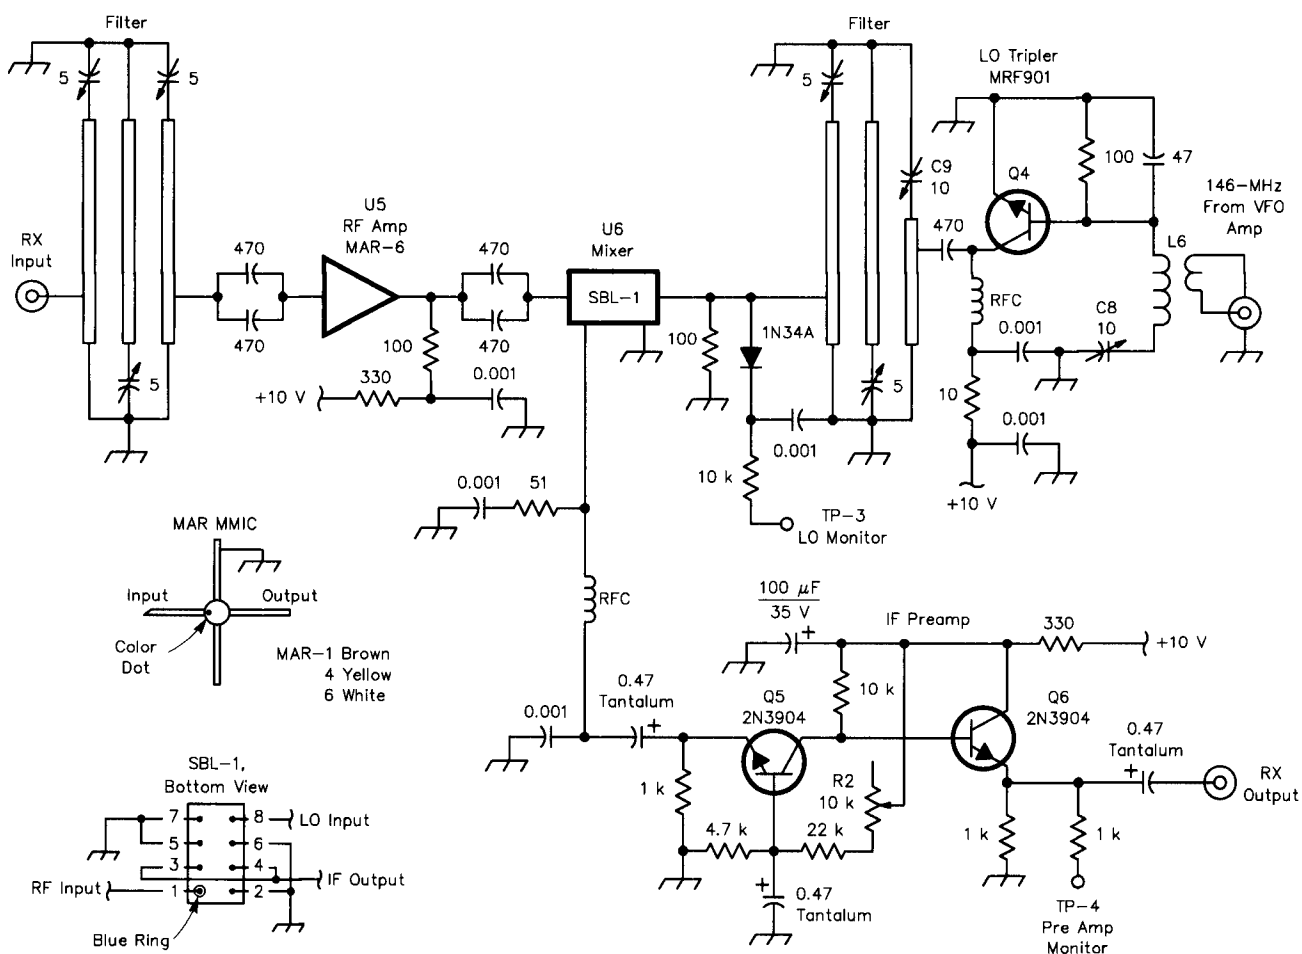 Filter
5
5
5
RX
Input
470
470
U5
RF Amp
MAR-6
100
330
+10 V
0.001
470
470
U6
Mixer
SBL-1
100
1N34A
0.001
10 k
TP-3
LO Monitor
Filter
5
5
C9
10
470
LO Tripler
MRF901
Q4
100
47
146-MHz
From VFO
Amp
L6
RFC
0.001
C8
10
10
0.001
+10 V
0.001
51
RFC
MAR MMIC
Input
Output
Color
Dot
MAR-1 Brown
4 Yellow
6 White
100 µF
35 V
IF Preamp
330
+10 V
10 k
0.001
0.47
Tantalum
Q5
2N3904
Q6
2N3904
1 k
R2
10 k
4.7 k
22 k
0.47
Tantalum
0.47
Tantalum
RX
Output
1 k
1 k
TP-4
Pre Amp
Monitor
SBL-1,
Bottom View
7
8
LO Input
5
6
3
4
IF Output
RF Input
1
2
Blue Ring